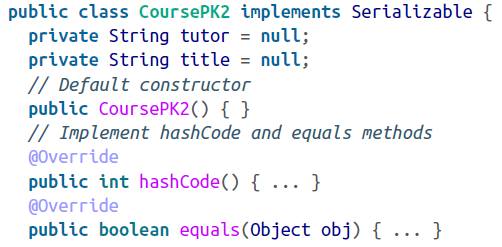 public class CoursePK2 implements Serializable {
private String tutor = null;
private String title = null;
// Default constructor
public CoursePK2() { }
// Implement hashCode and equals methods
@Override
public int hashCode() { ... }
@Override
public boolean equals(Object obj) { ... }